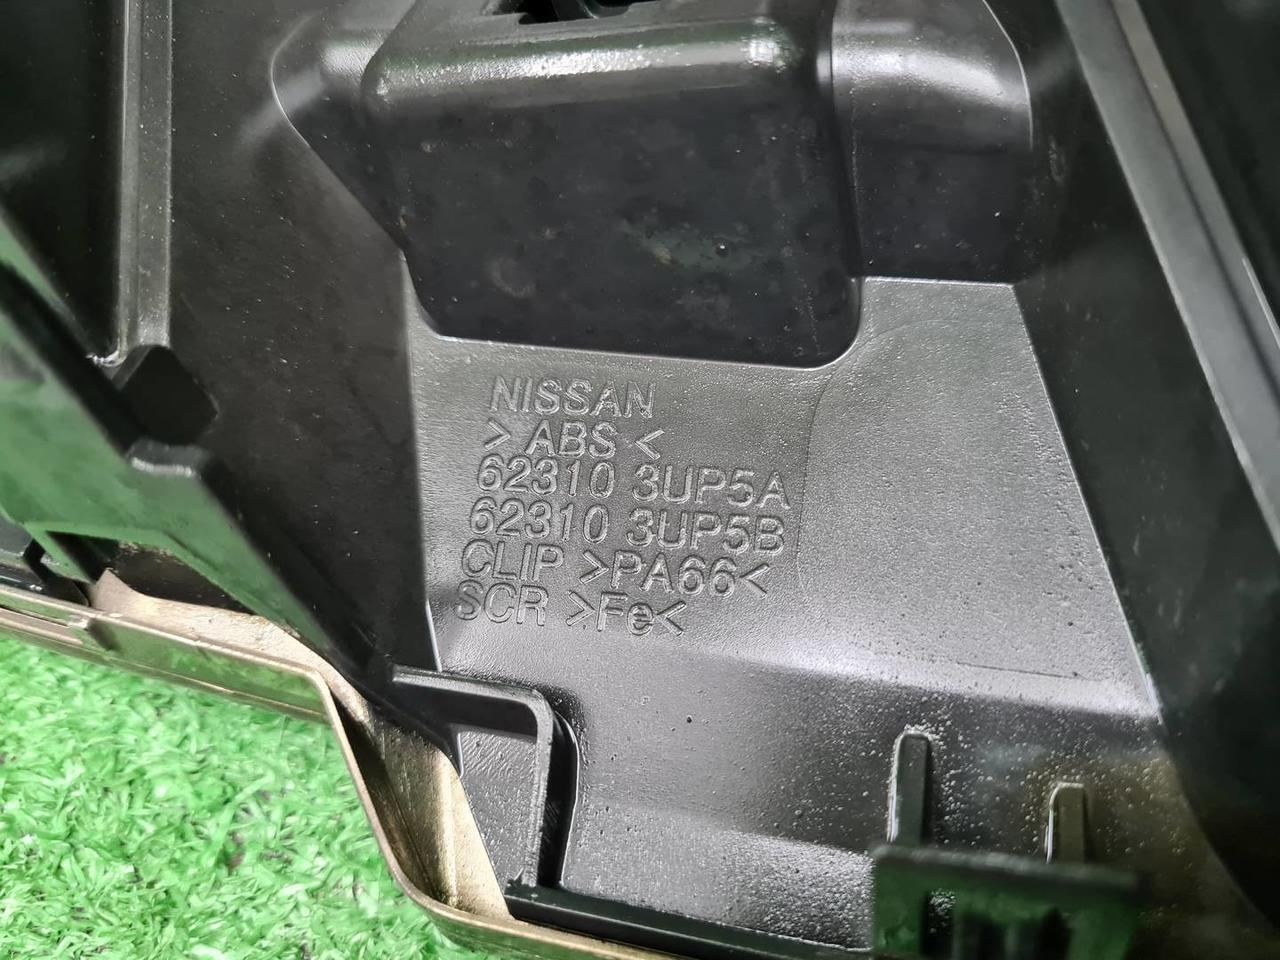 NISSAN
> ABS <
62310 3UP5A
62310 3UP5B
CLIP >PA66<
SCR >Fe<